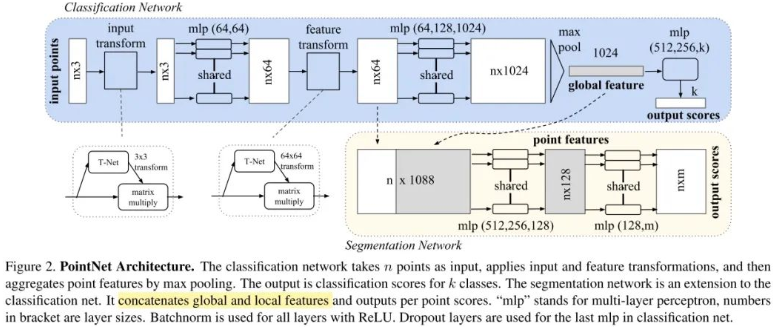 Classification Network
input points
nx3
input
transform
nx3
mlp (64,64)
shared
nx64
feature
transform
nx64
mlp (64,128,1024)
shared
nx1024
max
pool
1024
global feature
mlp
(512,256,k)
k
output scores
T-Net
3x3
transform
matrix
multiply
T-Net
64x64
transform
matrix
multiply
point features
n x 1088
shared
mlp (512,256,128)
nx128
shared
mlp (128,m)
nxm
output scores
Segmentation Network
Figure 2. PointNet Architecture. The classification network takes n points as input, applies input and feature transformations, and then
aggregates point features by max pooling. The output is classification scores for k classes. The segmentation network is an extension to the
classification net. It concatenates global and local features and outputs per point scores. “mlp” stands for multi-layer perceptron, numbers
in bracket are layer sizes. Batchnorm is used for all layers with ReLU. Dropout layers are used for the last mlp in classification net.